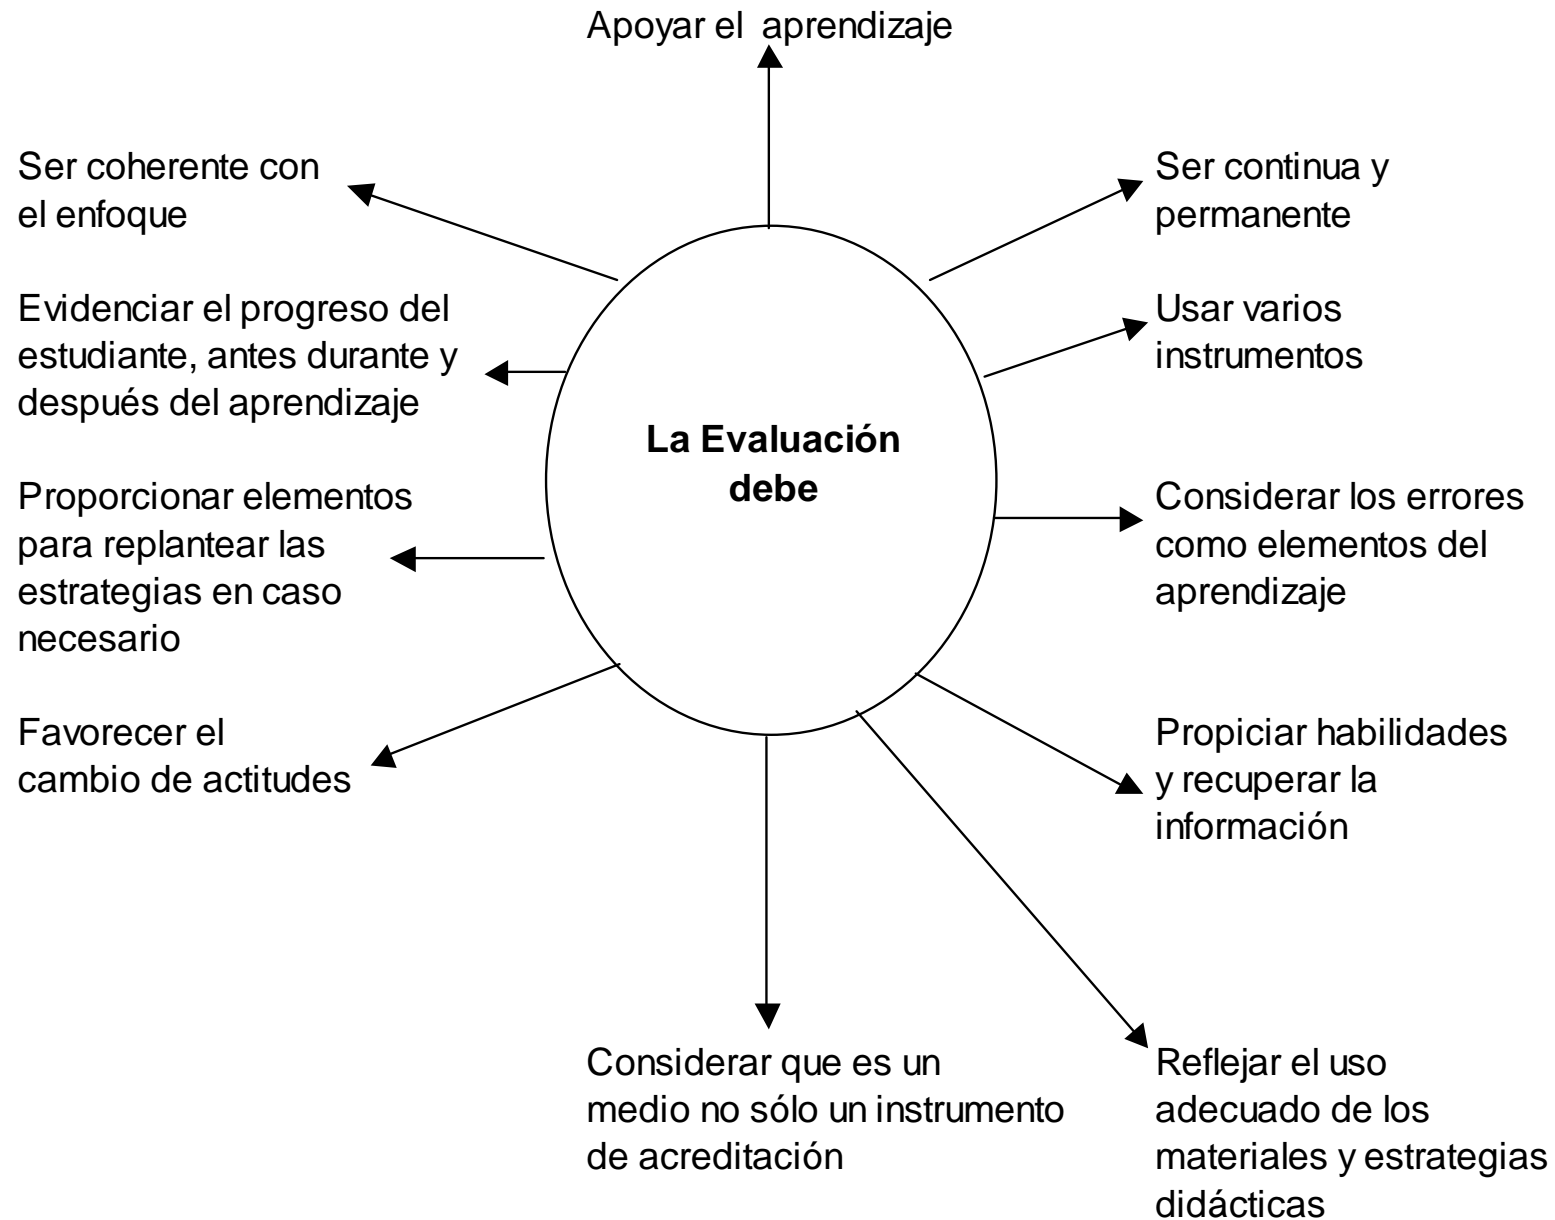 Apoyar el aprendizaje
Ser coherente con
el enfoque
Evidenciar el progreso del
estudiante, antes durante y
después del aprendizaje
Proporcionar elementos
para replantear las
estrategias en caso
necesario
Favorecer el
cambio de actitudes
La Evaluación
debe
Ser continua y
permanente
Usar varios
instrumentos
Considerar los errores
como elementos del
aprendizaje
Propiciar habilidades
y recuperar la
información
Considerar que es un
medio no sólo un instrumento
de acreditación
Reflejar el uso
adecuado de los
materiales y estrategias
didácticas